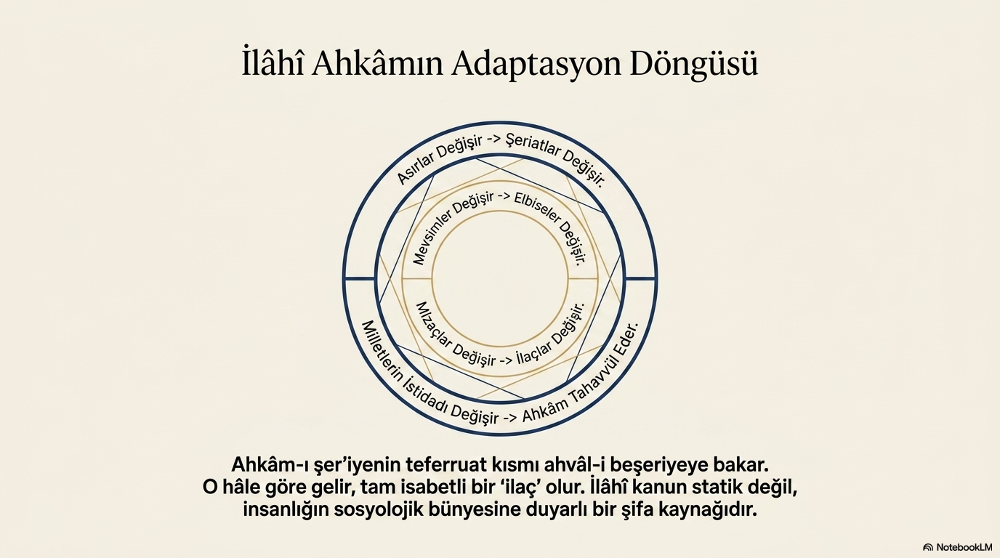 İlâhî Ahkâmın Adaptasyon Döngüsü
Asırlar Değişir -> Şeriatlar Değişir.
Mevsimler Değişir -> Elbiseler Değişir.
Mizaçlar Değişir -> İlaçlar Değişir.
Milletlerin İstidadı Değişir -> Ahkâm Tahavvül Eder.
Ahkâm-ı şer’iyenin teferruat kısmı ahvâl-i beşeriyeye bakar.
O hâle göre gelir, tam isabetli bir ‘ilaç’ olur. İlâhî kanun statik değil,
insanlığın sosyolojik bünyesine duyarlı bir şifa kaynağıdır.
NotebookLM